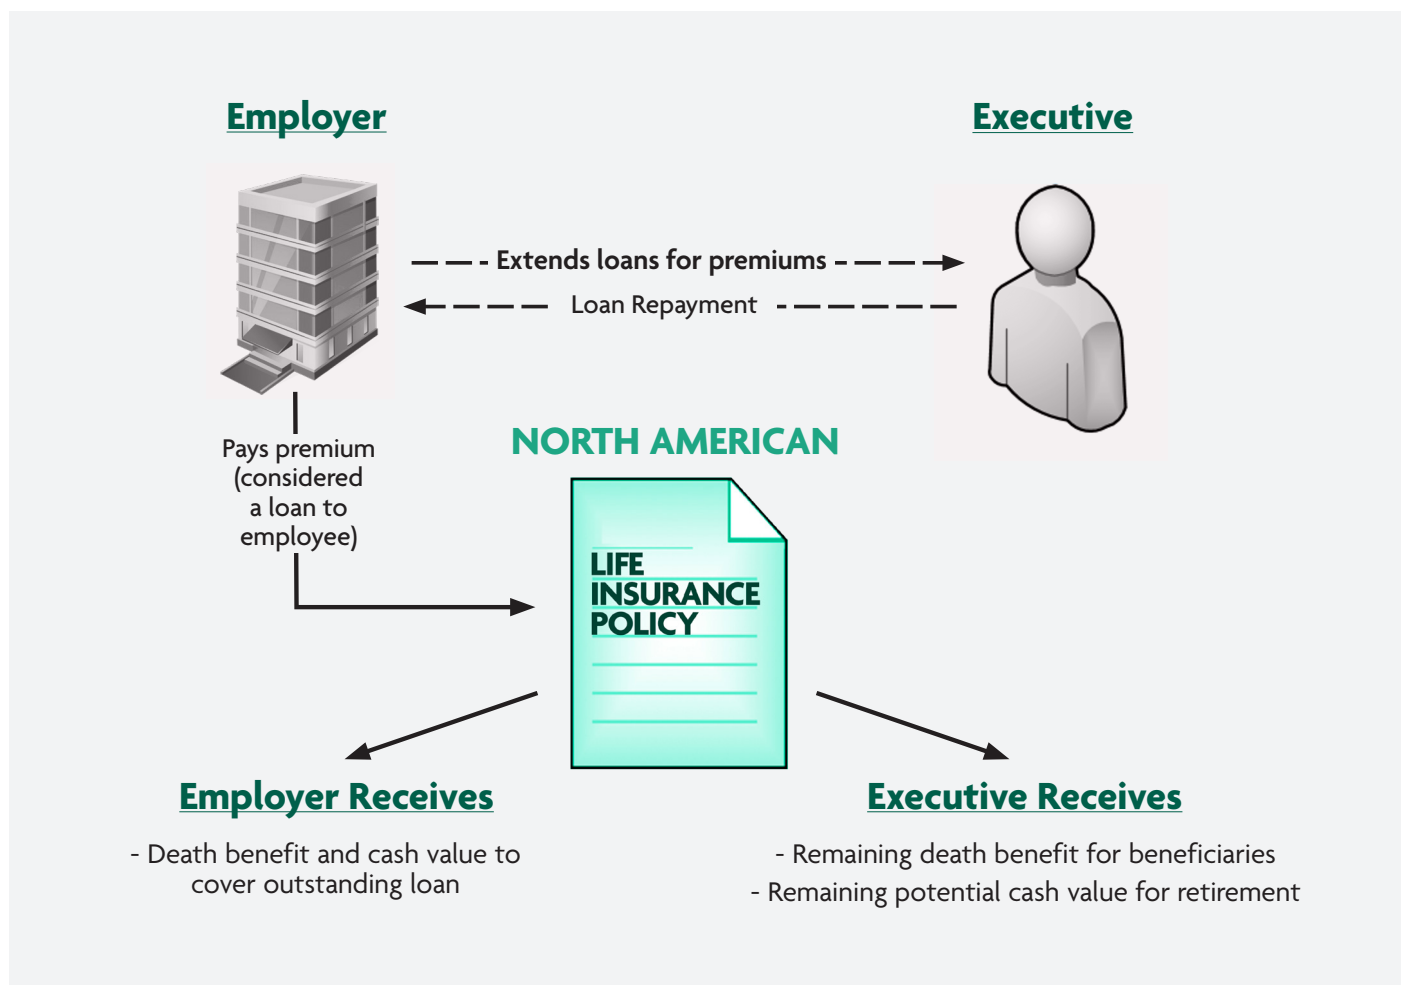 Employer
Executive
Extends loans for premiums
Loan Repayment
Pays premium
(considered
a loan to
employee)
NORTH AMERICAN
LIFE
INSURANCE
POLICY
Employer Receives
- Death benefit and cash value to
cover outstanding loan
Executive Receives
- Remaining death benefit for beneficiaries
- Remaining potential cash value for retirement